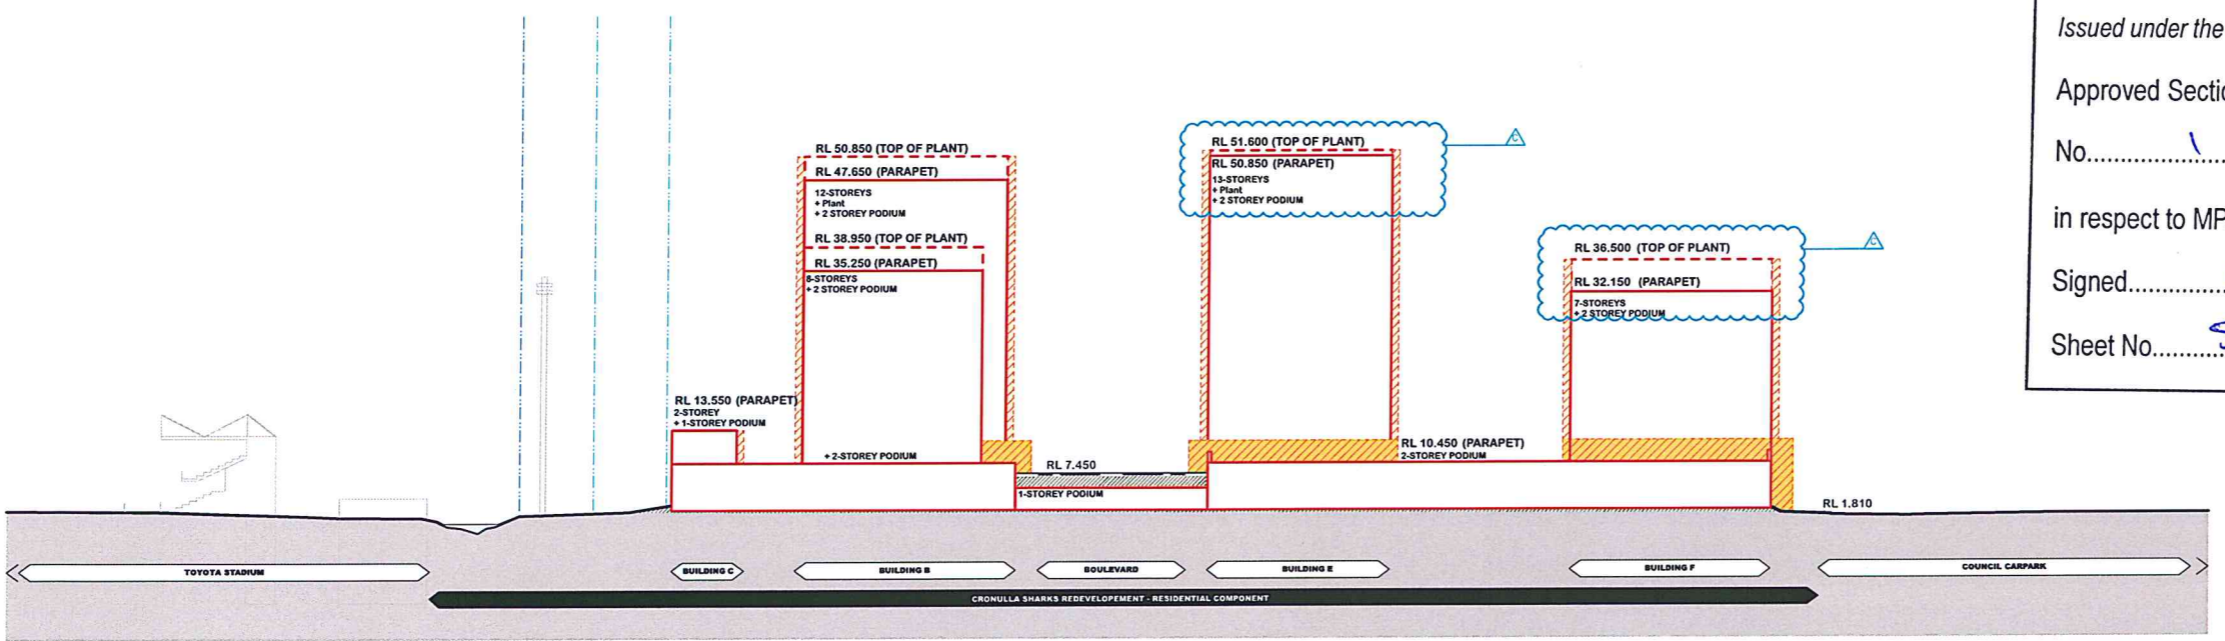 Issued under the
Approved Sectio
No....................
in respect to MP
Signed...............
Sheet No............
RL 50.850 (TOP OF PLANT)
RL 47.650 (PARAPET)
12-STOREYS
+ Plant
+ 2 STOREY PODIUM
RL 38.950 (TOP OF PLANT)
RL 35.250 (PARAPET)
8-STOREYS
+ 2 STOREY PODIUM
RL 51.600 (TOP OF PLANT)
RL 50.850 (PARAPET)
13-STOREYS
+ Plant
+ 2 STOREY PODIUM
C
RL 36.500 (TOP OF PLANT)
RL 32.150 (PARAPET)
7-STOREYS
+ 2 STOREY PODIUM
C
RL 13.550 (PARAPET)
2-STOREY
+ 1-STOREY PODIUM
+ 2-STOREY PODIUM
RL 7.450
1-STOREY PODIUM
RL 10.450 (PARAPET)
2-STOREY PODIUM
RL 1.810
TOYOTA STADIUM
BUILDING C
BUILDING B
BOULEVARD
BUILDING E
BUILDING F
COUNCIL CARPARK
CRONULLA SHARKS REDEVELOPEMENT - RESIDENTIAL COMPONENT